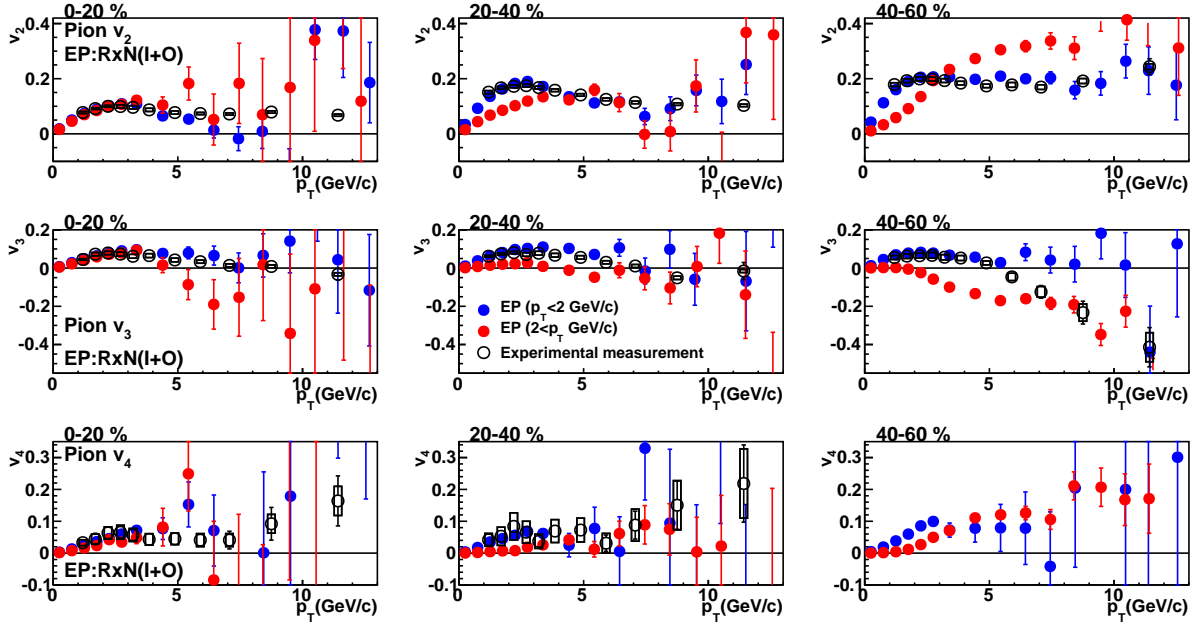 0-20 %
20-40 %
40-60 %
v2
0.4
0.2
0
Pion v2
EP:RxN(I+O)
v2
0.4
0.2
0
v2
0.4
0.2
0
0 5 10
pT(GeV/c)
0 5 10
pT(GeV/c)
0 5 10
pT(GeV/c)
0-20 %
20-40 %
40-60 %
v3
0.2
0
-0.2
-0.4
Pion v3
EP:RxN(I+O)
v3
0.2
0
-0.2
-0.4
EP (pT<2 GeV/c)
EP (2<pT GeV/c)
Experimental measurement
v3
0.2
0
-0.2
-0.4
0 5 10
pT(GeV/c)
0 5 10
pT(GeV/c)
0 5 10
pT(GeV/c)
0-20 %
20-40 %
40-60 %
v4
0.3
0.2
0.1
0
-0.1
Pion v4
EP:RxN(I+O)
v4
0.3
0.2
0.1
0
-0.1
v4
0.3
0.2
0.1
0
-0.1
0 5 10
pT(GeV/c)
0 5 10
pT(GeV/c)
0 5 10
pT(GeV/c)